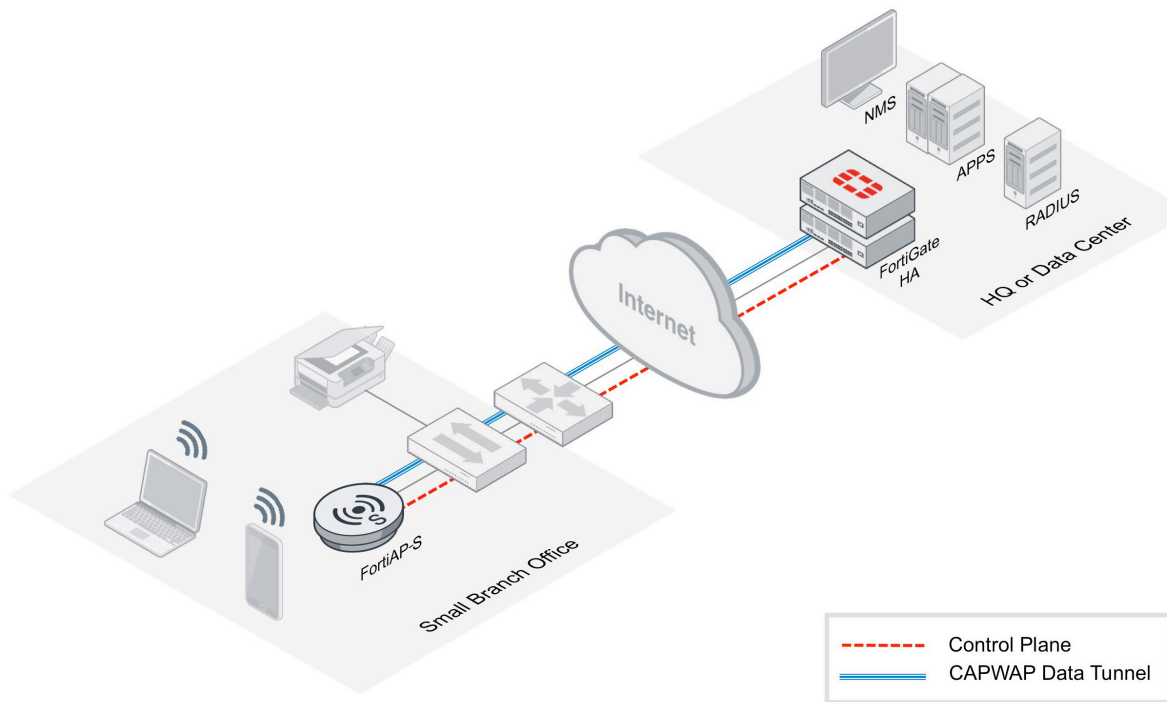 NMS
APPS
RADIUS
FortiGate
HA
HQ or Data Center
Internet
S
FortiAP-S
Small Branch Office
Control Plane
CAPWAP Data Tunnel